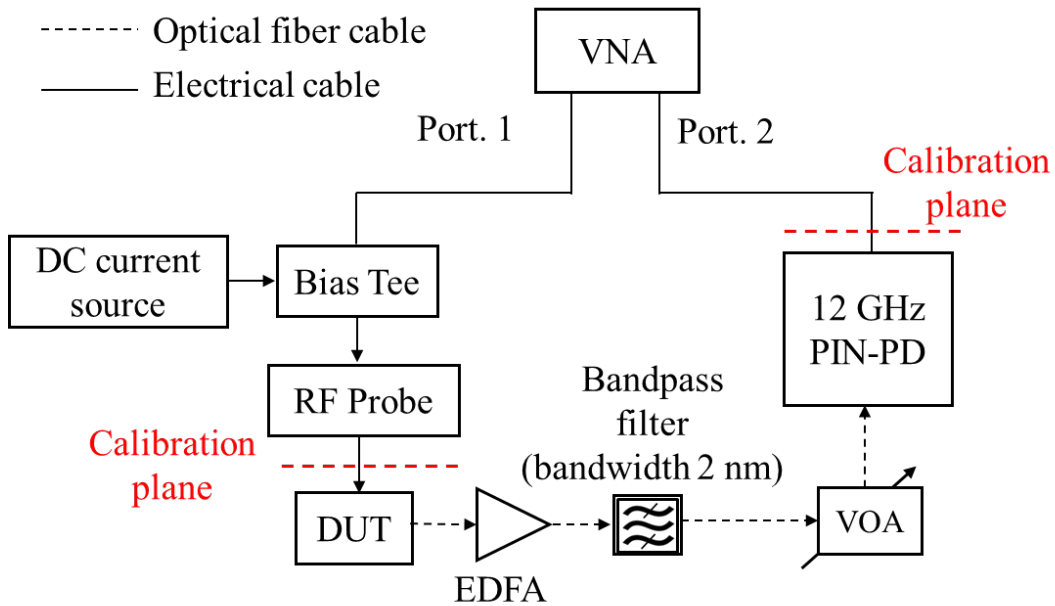 Optical fiber cable
Electrical cable
VNA
Port. 1
Port. 2
Calibration
plane
DC current
source
Bias Tee
12 GHz
PIN-PD
RF Probe
Bandpass
filter
(bandwidth 2 nm)
Calibration
plane
DUT
VOA
EDFA